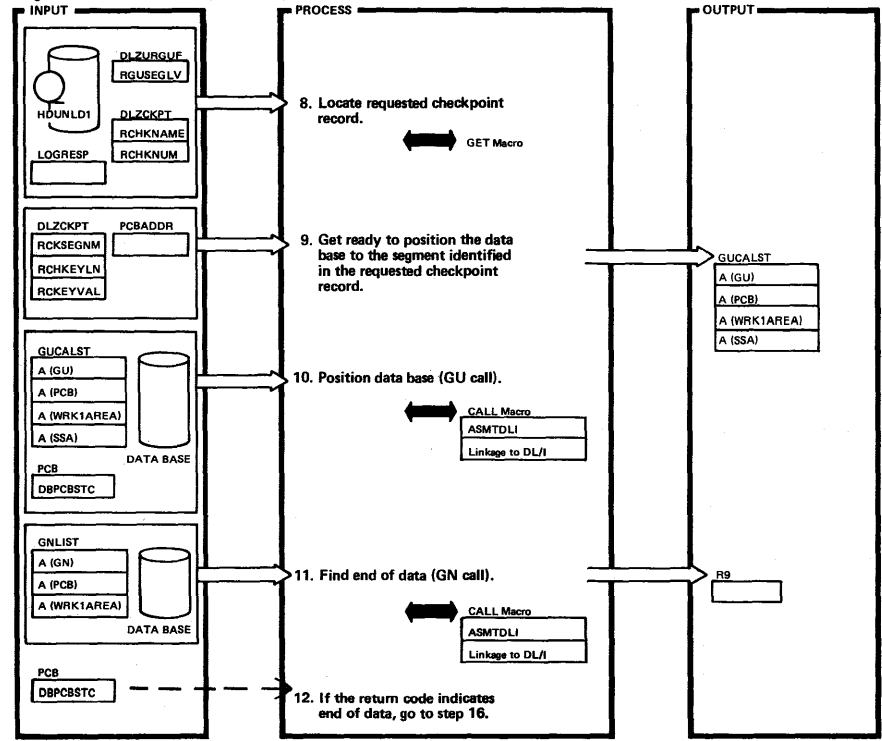 INPUT
PROCESS
OUTPUT
DLZURGUF
RGUSEGLV
HDUNLD1
DLZCKPT
RCHKNAME
RCHKNUM
LOGRESP
8. Locate requested checkpoint
record.
GET Macro
DLZCKPT
RCKSEGNM
RCHKEYLN
RCKEYVAL
PCBADDR
9. Get ready to position the data
base to the segment identified
in the requested checkpoint
record.
GUCALST
A (GU)
A (PCB)
A (WRK1AREA)
A (SSA)
GUCALST
A (GU)
A (PCB)
A (WRK1AREA)
A (SSA)
DATA BASE
PCB
DBPCBSTC
10. Position data base (GU call).
CALL Macro
ASMTDLI
Linkage to DL/I
GNLIST
A (GN)
A (PCB)
A (WRK1AREA)
DATA BASE
11. Find end of data (GN call).
CALL Macro
ASMTDLI
Linkage to DL/I
R9
PCB
DBPCBSTC
12. If the return code indicates
end of data, go to step 16.